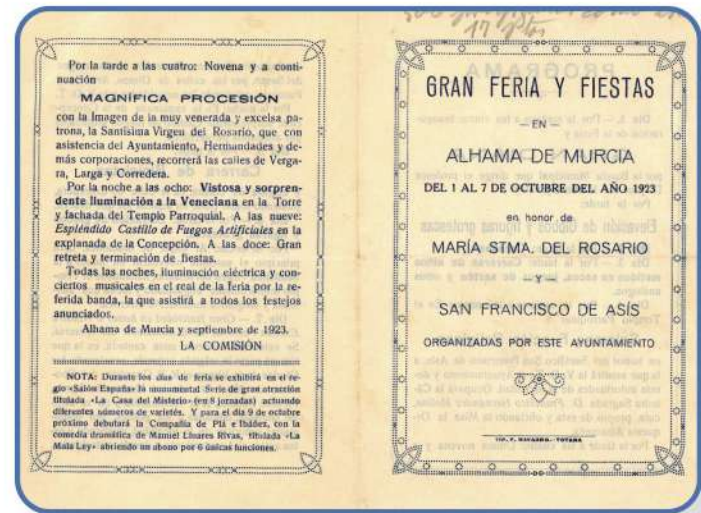 Por la tarde a las cuatro: Novena y a conti-
nuación
MAGNÍFICA PROCESIÓN
con la Imagen de la muy venerada y excelsa pa-
trona, la Santísima Virgen del Rosario, que con
asistencia del Ayuntamiento, Hermandades y de-
más corporaciones, recorrerá las calles de Verga-
ra, Larga y Corredera.
Por la noche a las ocho: Vistosa y sorpren-
dente iluminación a la Veneciana en la Torre
y fachada del Templo Parroquial. A las nueve:
Espléndido Castillo de Fuegos Artificiales en la
explanada de la Concepción. A las doce: Gran
retreta y terminación de fiestas.
Todas las noches, iluminación eléctrica y con-
ciertos musicales en el real de la feria por la re-
ferida banda, la que asistirá a todos los festejos
anunciados.
Alhama de Murcia y septiembre de 1923.
LA COMISIÓN
NOTA: Durante los días de feria se exhibirá en el re-
gio «Salón España» la monumental Serie de gran atracción
titulada «La Casa del Misterio» (en 8 jornadas) actuando
diferentes números de varietés. Y para el día 9 de octubre
próximo debutará la Compañía de Plá e Ibáñez, con la
comedia dramática de Manuel Linares Rivas, titulada «La
Mala Ley» abriendo un abono por 6 únicas funciones.
17 ptas
GRAN FERIA Y FIESTAS
— EN —
ALHAMA DE MURCIA
DEL 1 AL 7 DE OCTUBRE DEL AÑO 1923
en honor de
MARÍA STMA. DEL ROSARIO
— Y —
SAN FRANCISCO DE ASÍS
ORGANIZADAS POR ESTE AYUNTAMIENTO
IMP. F. NAVARRO.- TOTANA